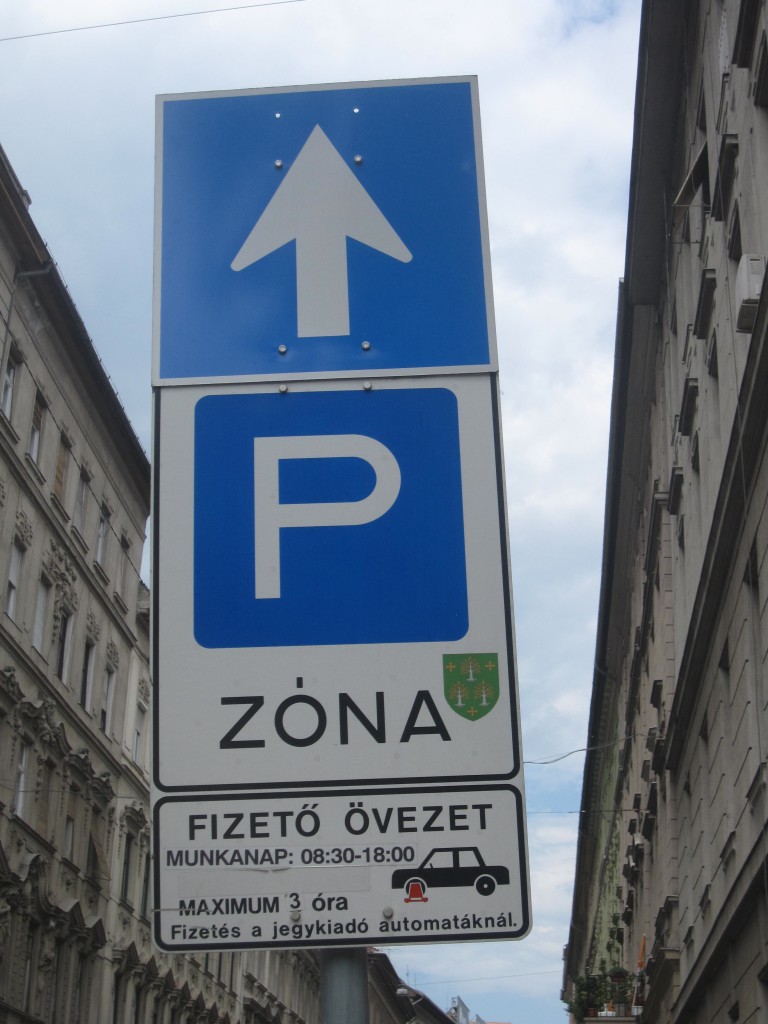 P
ZÓNA
FIZETŐ ÖVEZET
MUNKANAP: 08:30-18:00
MAXIMUM 3 óra
Fizetés a jegykiadó automatáknál.